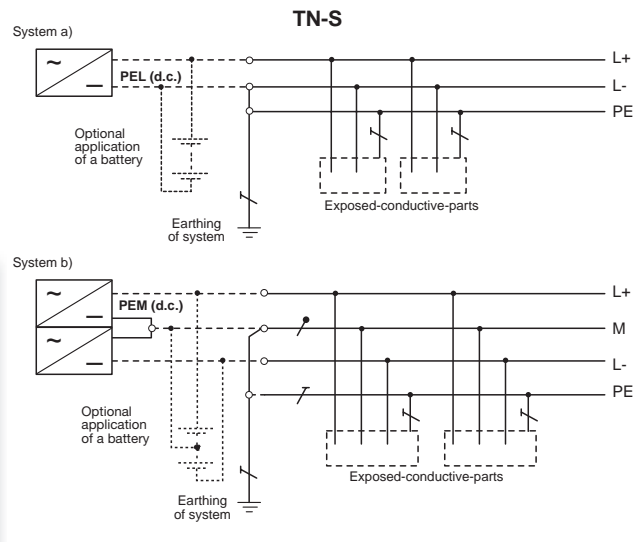 TN-S
System a)
L+
PEL (d.c.)
L-
PE
Optional
application
of a battery
Exposed-conductive-parts
Earthing
of system
System b)
L+
PEM (d.c.)
M
L-
PE
Optional
application
of a battery
Exposed-conductive-parts
Earthing
of system